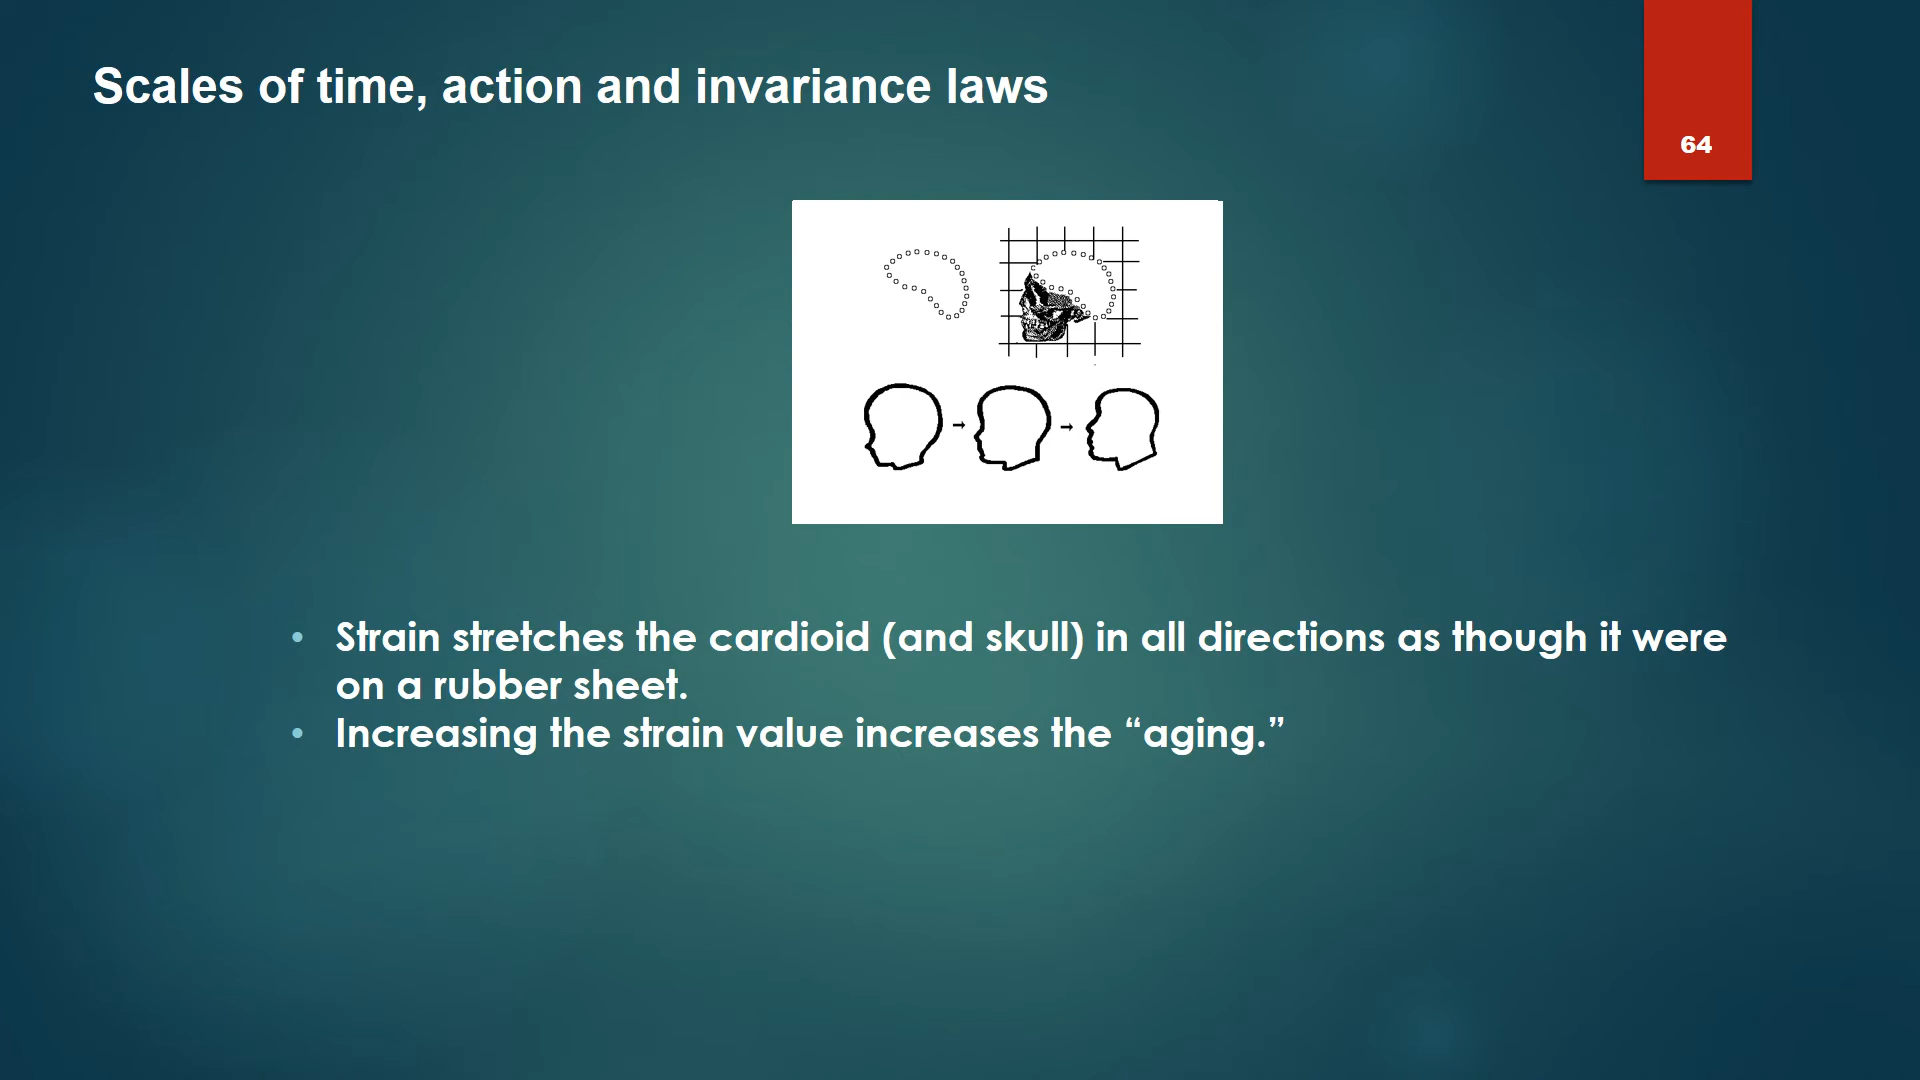 Scales of time, action and invariance laws
64
• Strain stretches the cardioid (and skull) in all directions as though it were
on a rubber sheet.
• Increasing the strain value increases the “aging.”